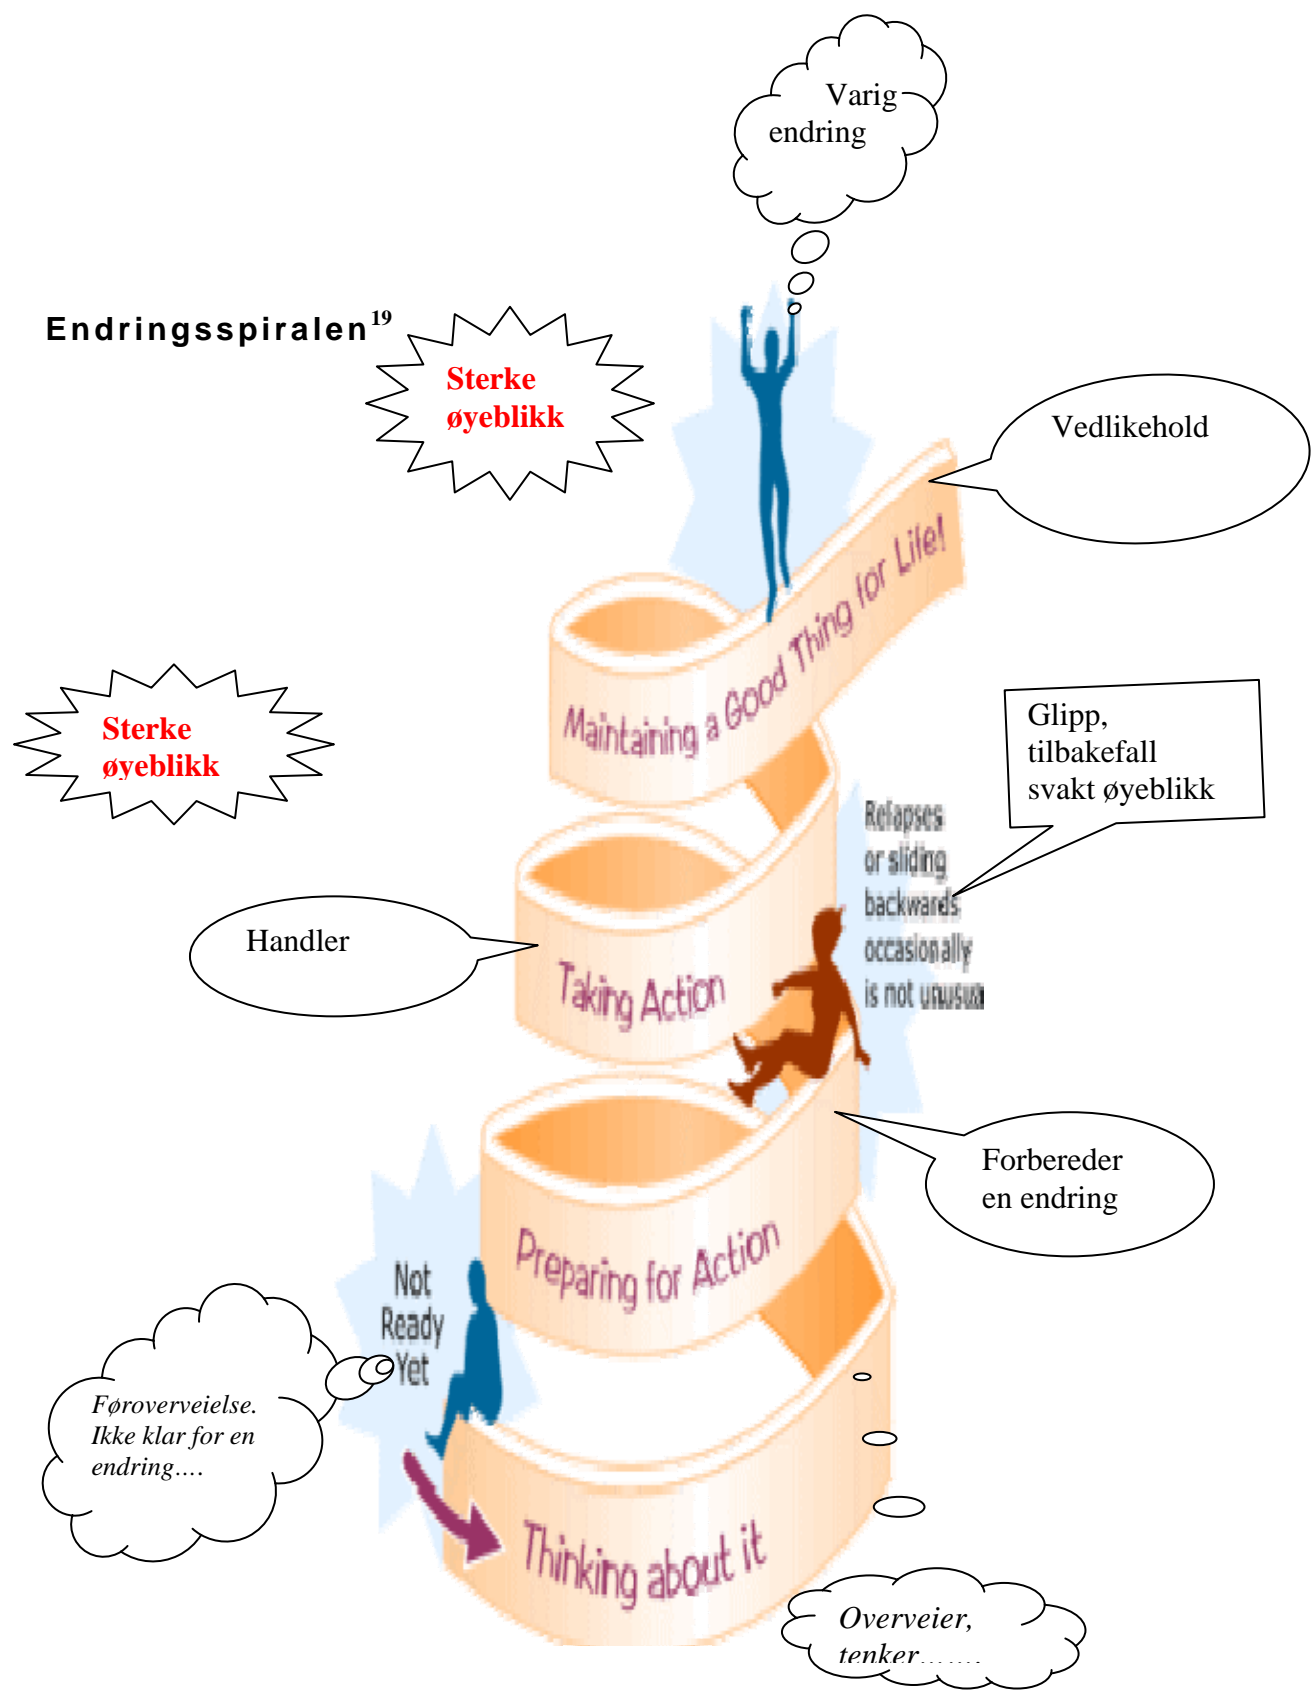 Varig
endring
Endringsspiralen19
Sterke
øyeblikk
Vedlikehold
Maintaining a Good Thing for Life!
Sterke
øyeblikk
Glipp,
tilbakefall
svakt øyeblikk
Relapses
or sliding
backwards
occasionally
is not unusua
Handler
Taking Action
Forbereder
en endring
Preparing for Action
Not
Ready
Yet
Føroverveielse.
Ikke klar for en
endring….
Thinking about it
Overveier,
tenker…….